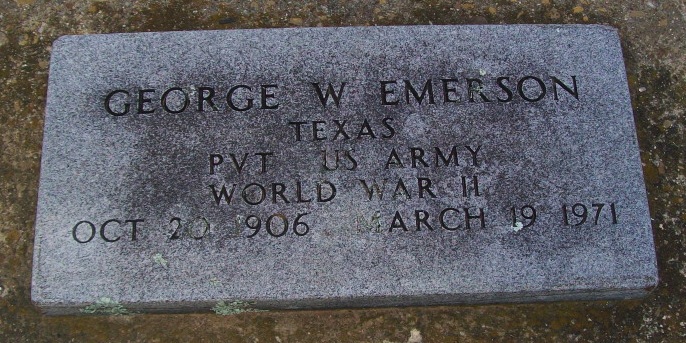 GEORGE W EMERSON
TEXAS
PVT US ARMY
WORLD WAR II
OCT 20 1906 MARCH 19 1971